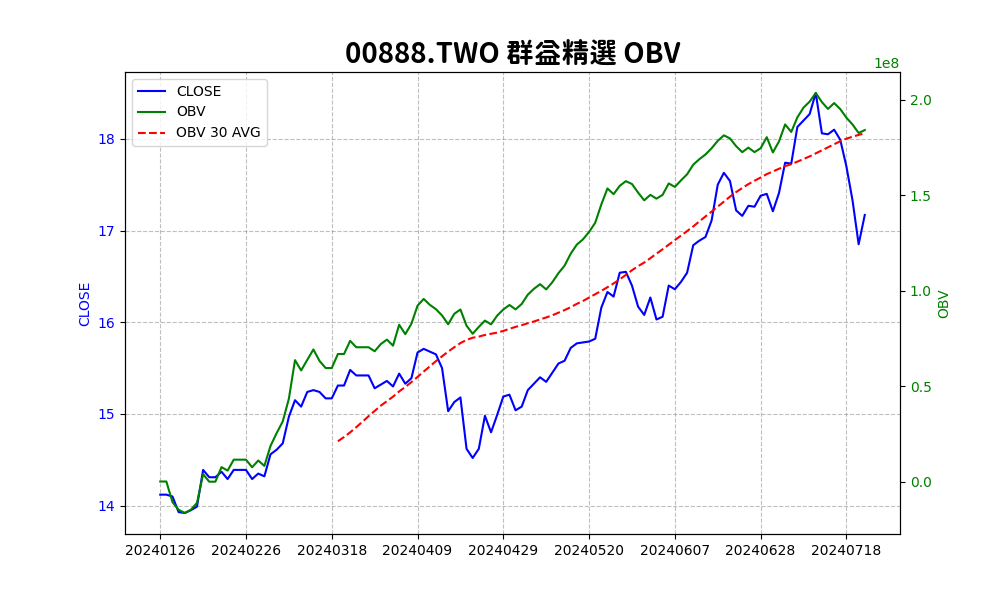 00888.TWO 群益精選 OBV
1e8
CLOSE
OBV
OBV 30 AVG
CLOSE
18
17
16
15
14
OBV
2.0
1.5
1.0
0.5
0.0
20240126 20240226 20240318 20240409 20240429 20240520 20240607 20240628 20240718